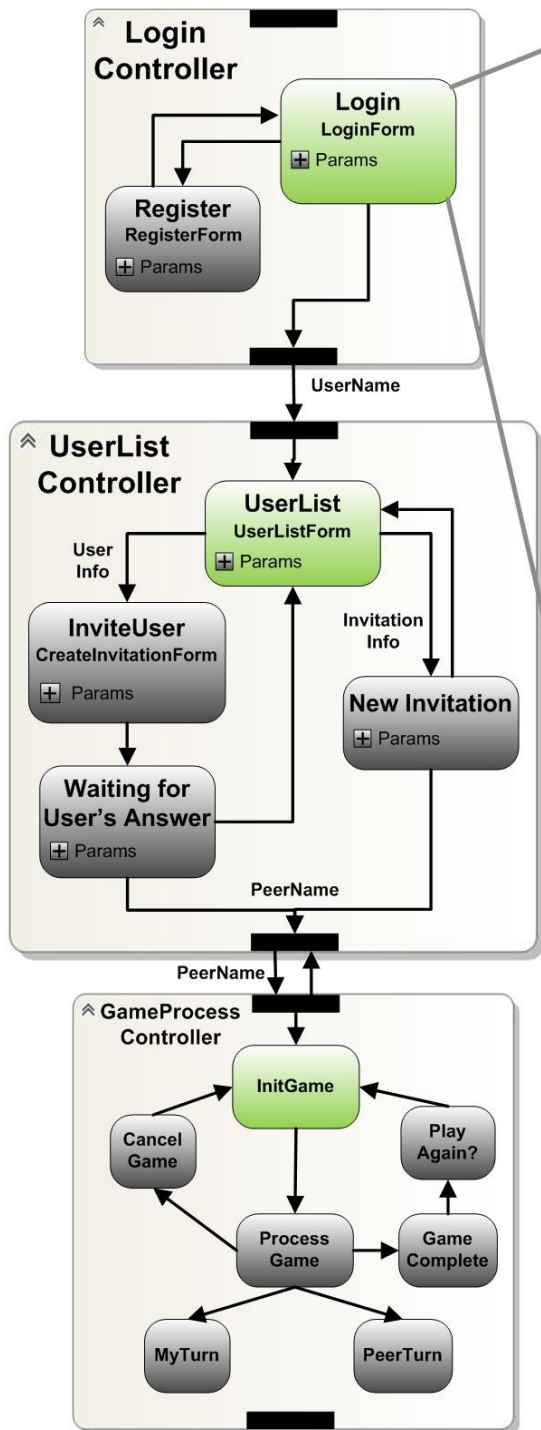 Login
Controller
Login
LoginForm
Params
Register
RegisterForm
Params
UserName
UserList
Controller
UserList
UserListForm
Params
User
Info
InviteUser
CreateInvitationForm
Params
Invitation
Info
New Invitation
Params
Waiting for
User's Answer
Params
PeerName
PeerName
GameProcess
Controller
InitGame
Cancel
Game
Play
Again?
Process
Game
Game
Complete
MyTurn
PeerTurn